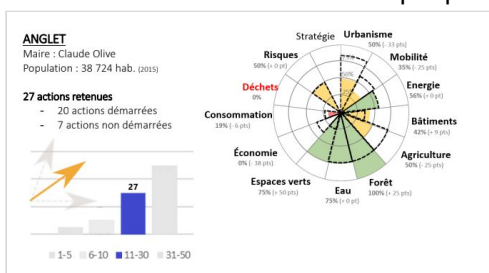 ANGLET
Maire : Claude Olive
Population : 38 724 hab. (2015)
27 actions retenues
- 20 actions démarrées
- 7 actions non démarrées
27
1-5 6-10 11-30 31-50
Stratégie
Urbanisme
50% (- 33 pts)
Mobilité
35% (- 25 pts)
Energie
56% (+ 0 pt)
Bâtiments
42% (+ 9 pts)
Agriculture
50% (- 25 pts)
Forêt
100% (+ 25 pts)
Eau
75% (+ 0 pt)
Espaces verts
75% (+ 50 pts)
Économie
0% (- 38 pts)
Consommation
19% (- 6 pts)
Déchets
0%
Risques
50% (+ 0 pt)